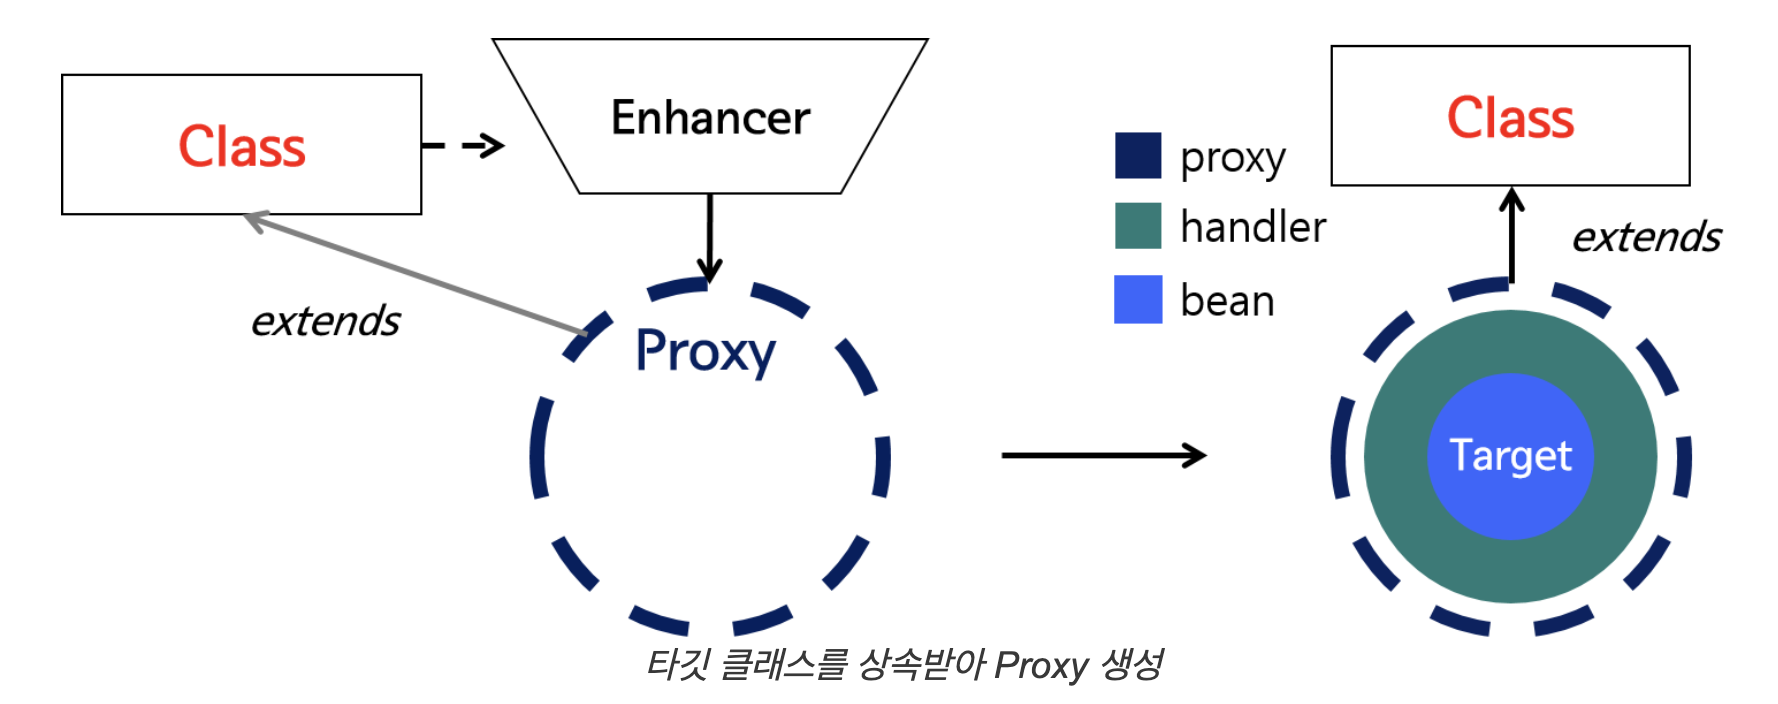 Class
Enhancer
extends
Proxy
proxy
handler
bean
Class
extends
Target
타깃 클래스를 상속받아 Proxy 생성